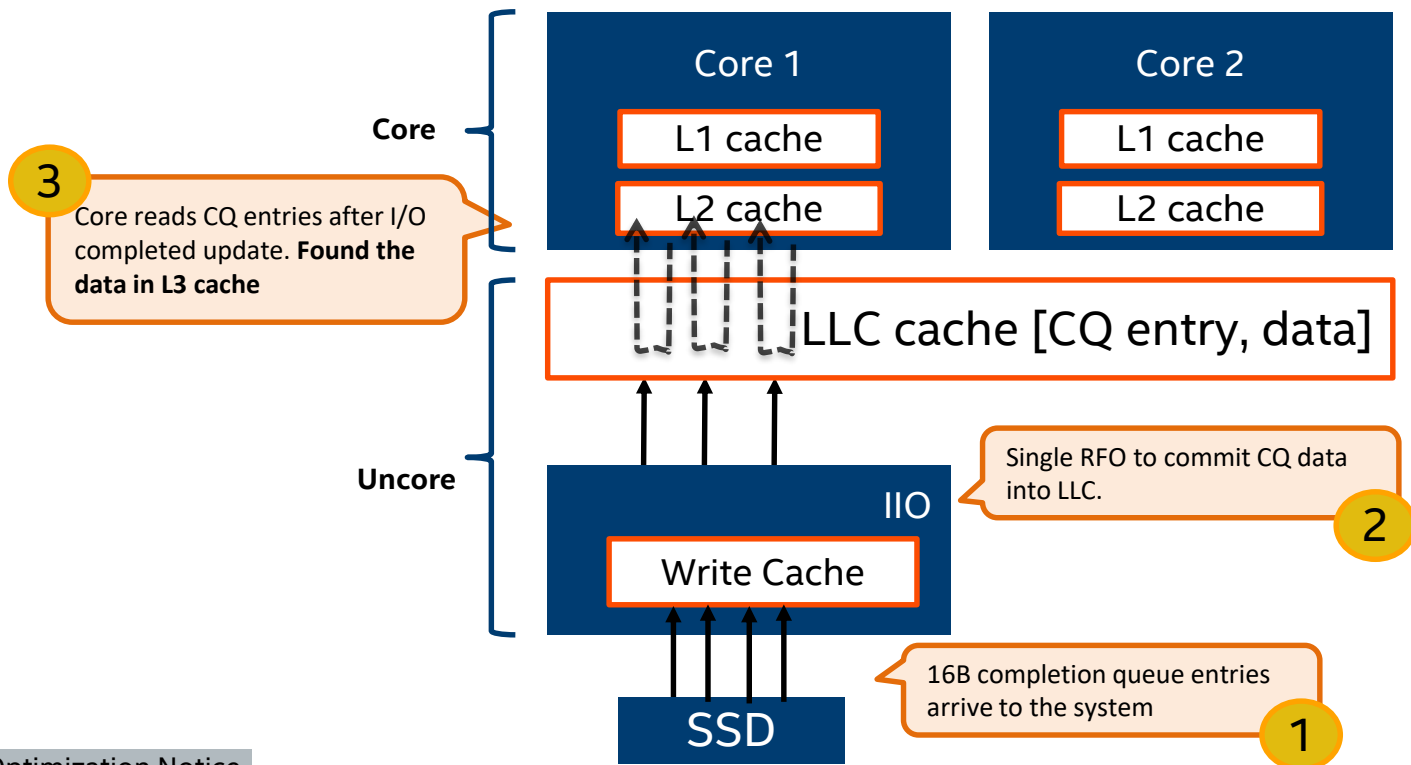 Core 1
L1 cache
L2 cache
Core 2
L1 cache
L2 cache
Core
3
Core reads CQ entries after I/O
completed update. Found the
data in L3 cache
LLC cache [CQ entry, data]
Uncore
IIO
Write Cache
Single RFO to commit CQ data
into LLC.
2
16B completion queue entries
arrive to the system
1
SSD
Optimization Notice